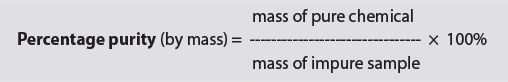 mass of pure chemical
Percentage purity (by mass) = -------------------------------- × 100%
mass of impure sample